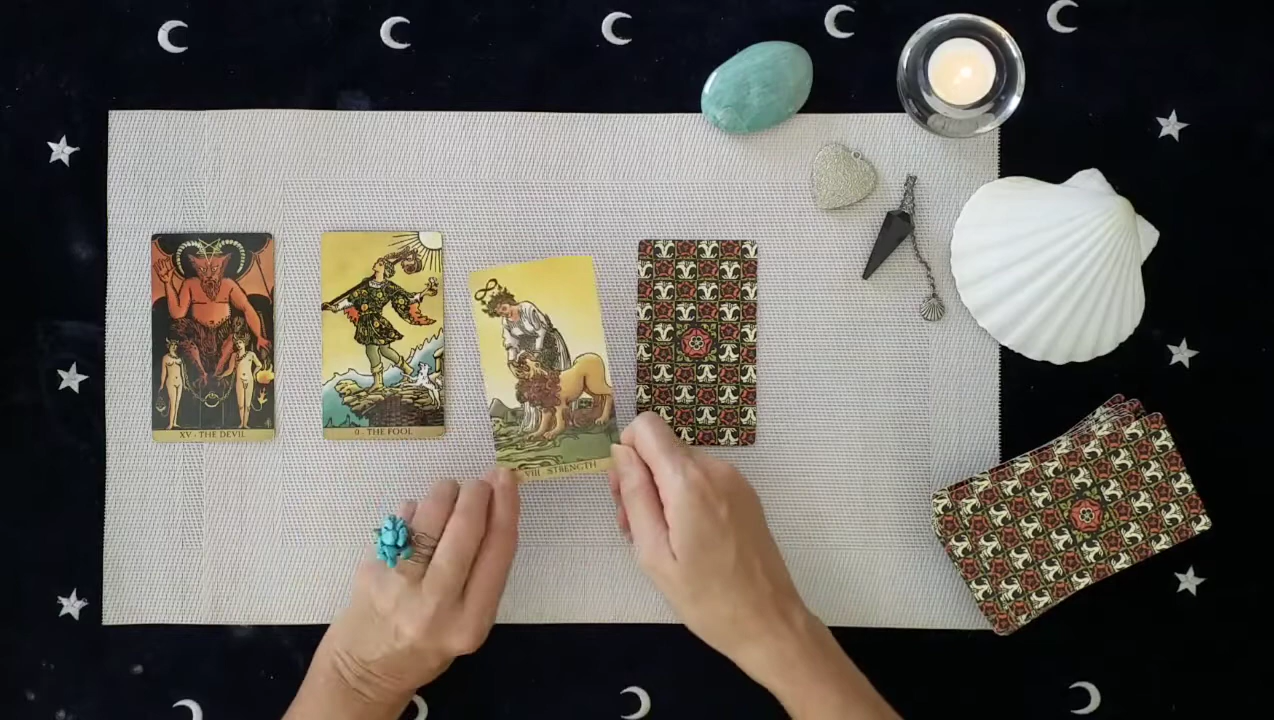 XV · THE DEVIL
0 · THE FOOL
VIII STRENGTH